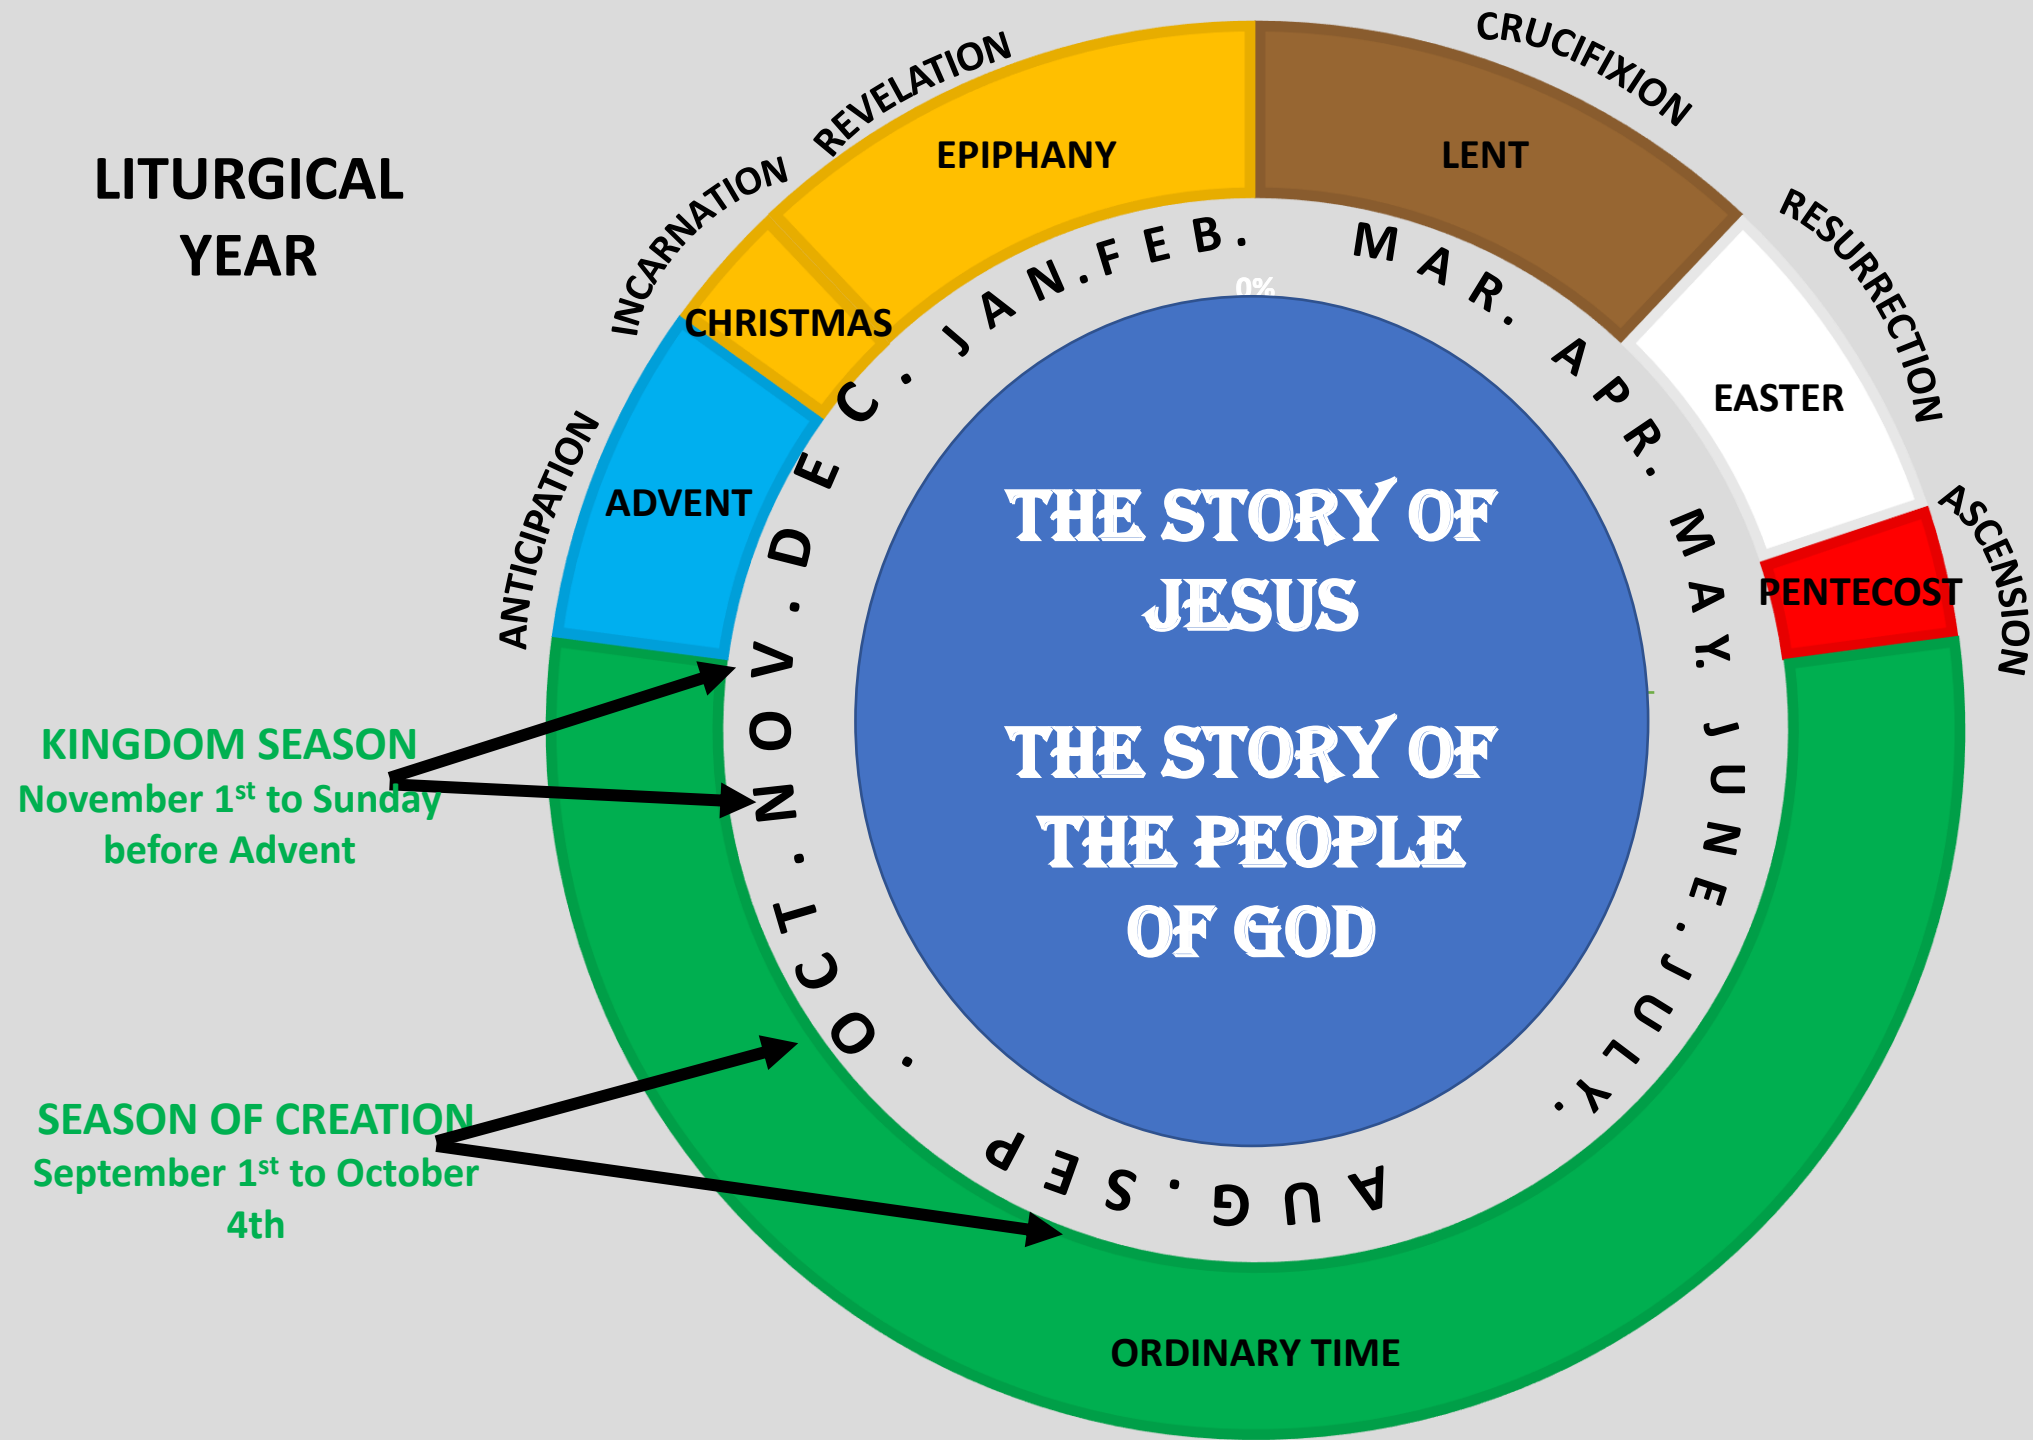 LITURGICAL
YEAR
ANTICIPATION
INCARNATION
REVELATION
CRUCIFIXION
RESURRECTION
ASCENSION
ADVENT
CHRISTMAS
EPIPHANY
LENT
EASTER
PENTECOST
ORDINARY TIME
JAN.FEB. MAR. APR. MAY. JUNE.JULY.
AUG.SEP. OCT.NOV.DEC.
0%
THE STORY OF
JESUS
THE STORY OF
THE PEOPLE
OF GOD
KINGDOM SEASON
November 1st to Sunday
before Advent
SEASON OF CREATION
September 1st to October
4th